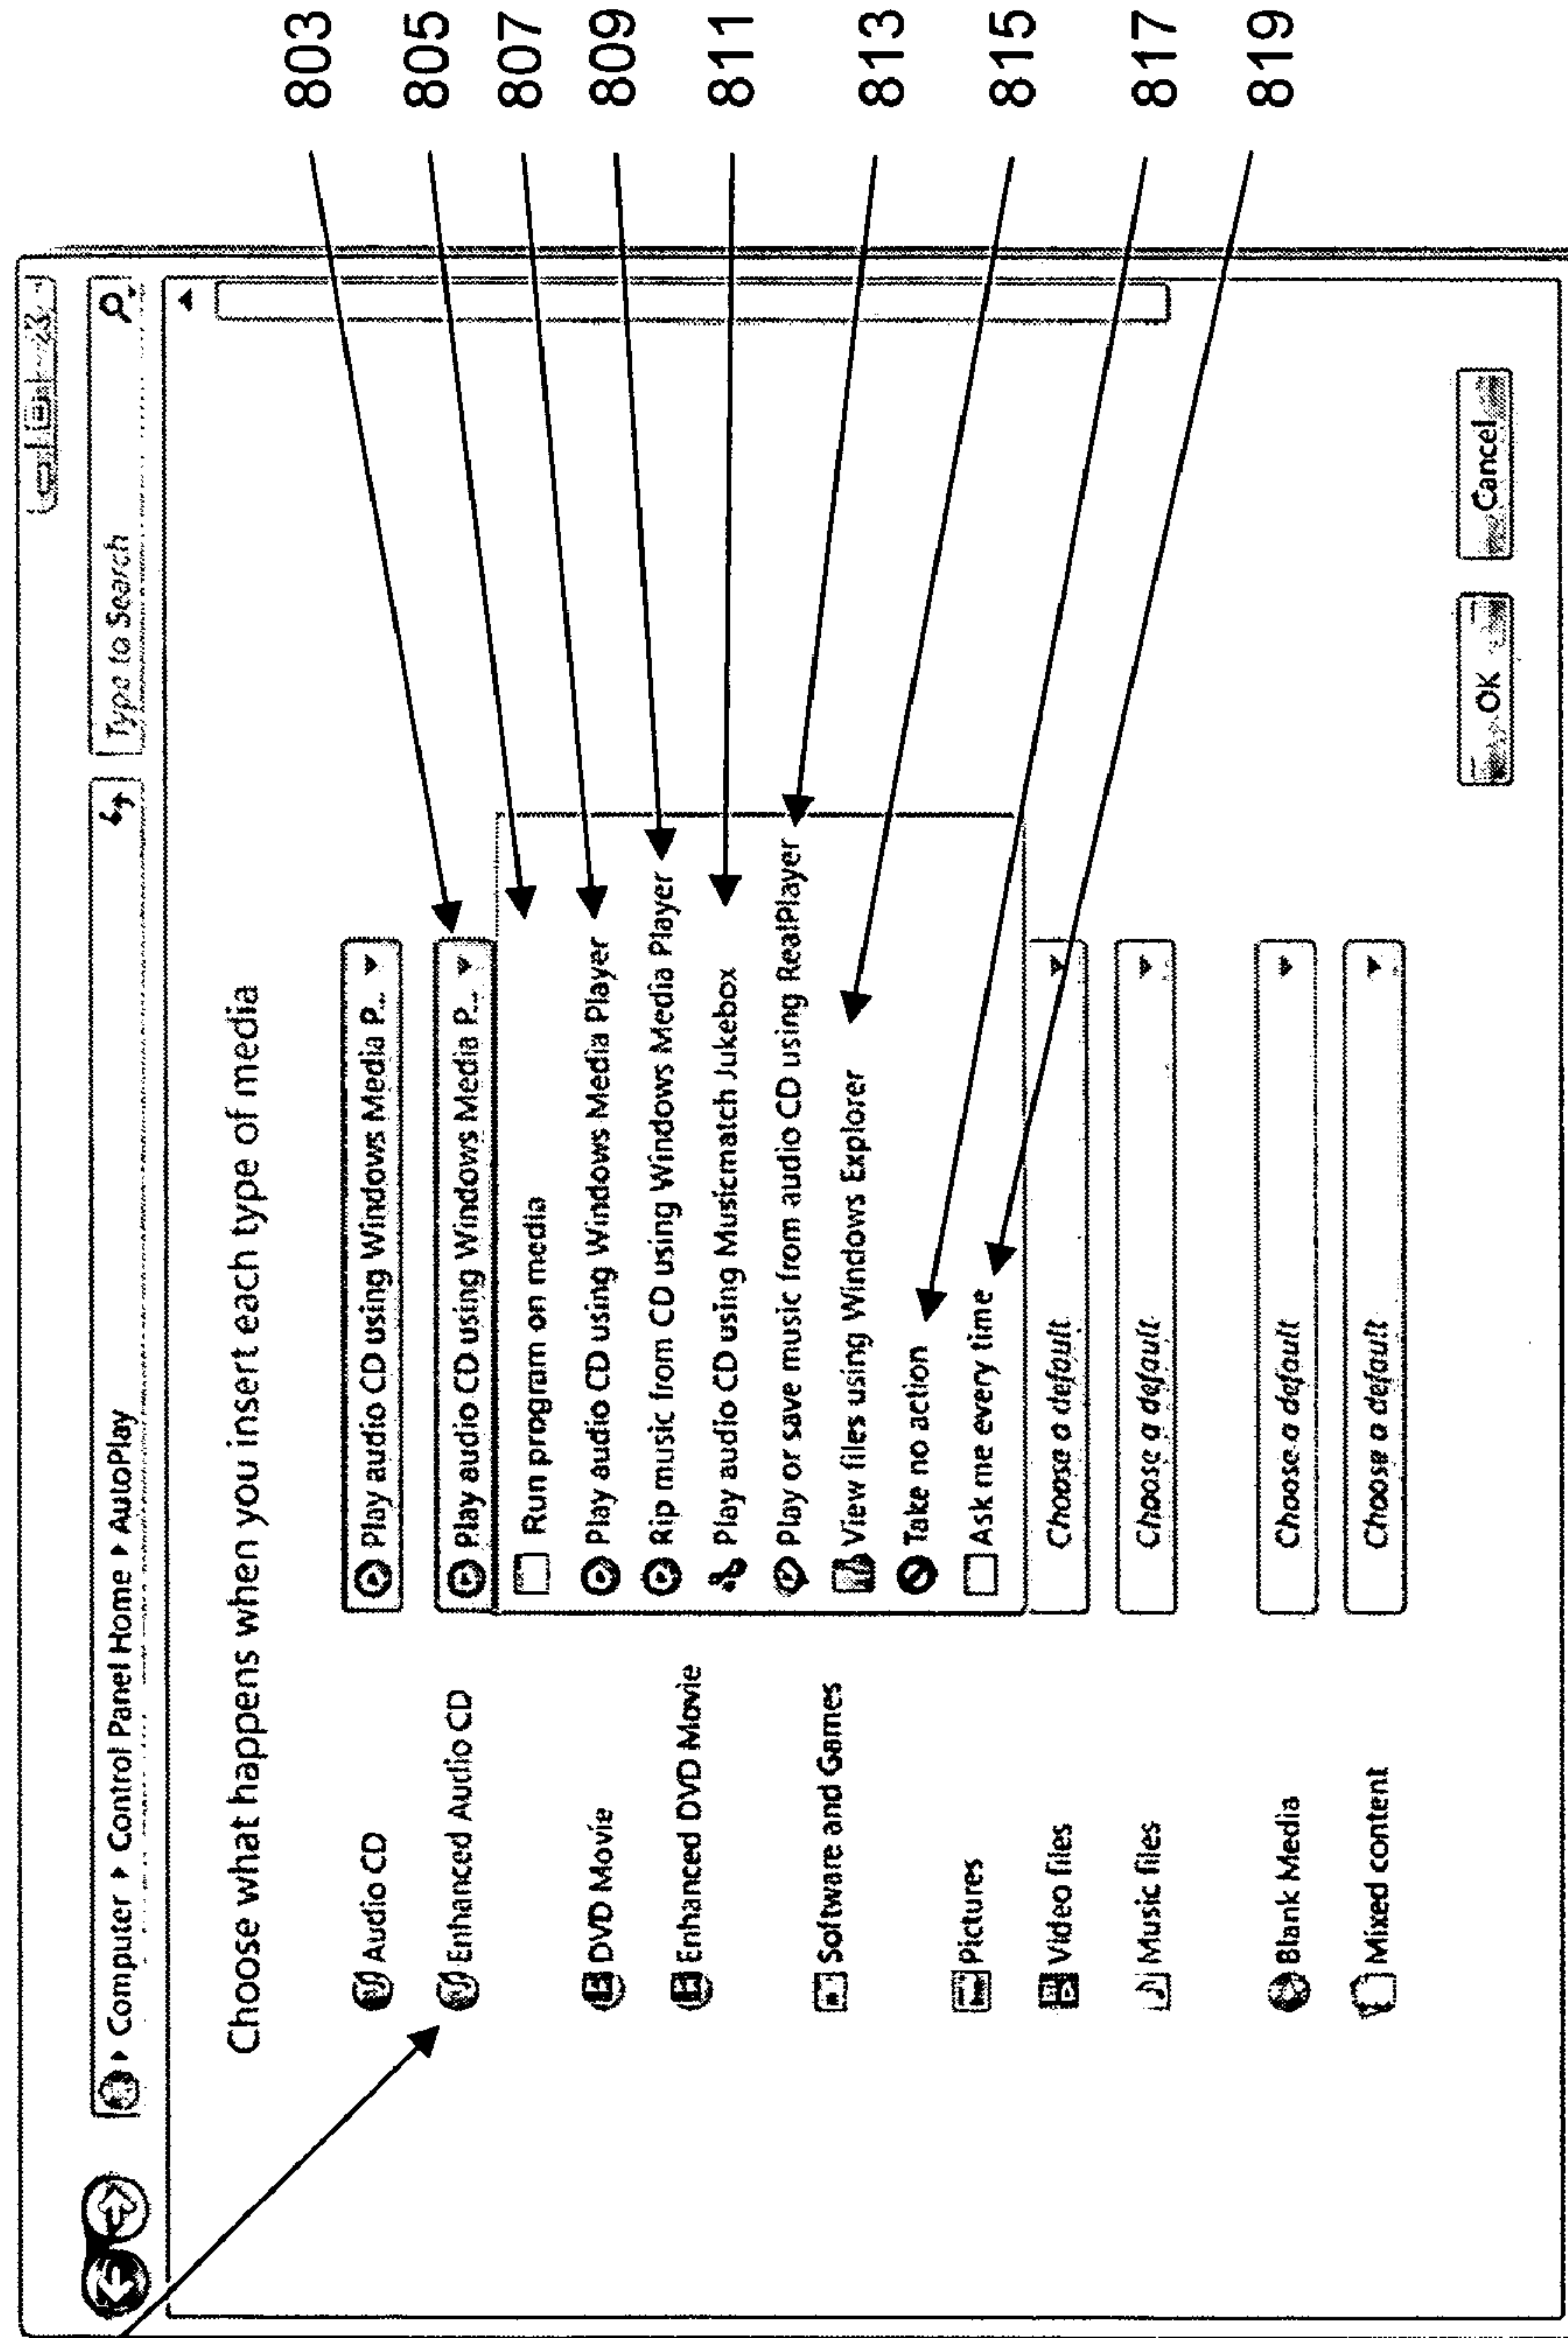 Computer ▸ Control Panel Home ▸ AutoPlay
Type to Search
Choose what happens when you insert each type of media
Audio CD
Play audio CD using Windows Media P...
Enhanced Audio CD
Play audio CD using Windows Media P...
803
Run program on media
805
DVD Movie
Play audio CD using Windows Media Player
807
Rip music from CD using Windows Media Player
809
Enhanced DVD Movie
Play audio CD using Musicmatch Jukebox
811
Play or save music from audio CD using RealPlayer
813
Software and Games
View files using Windows Explorer
815
Take no action
817
Pictures
Ask me every time
819
Video files
Choose a default
Music files
Choose a default
Blank Media
Choose a default
Mixed content
Choose a default
OK
Cancel